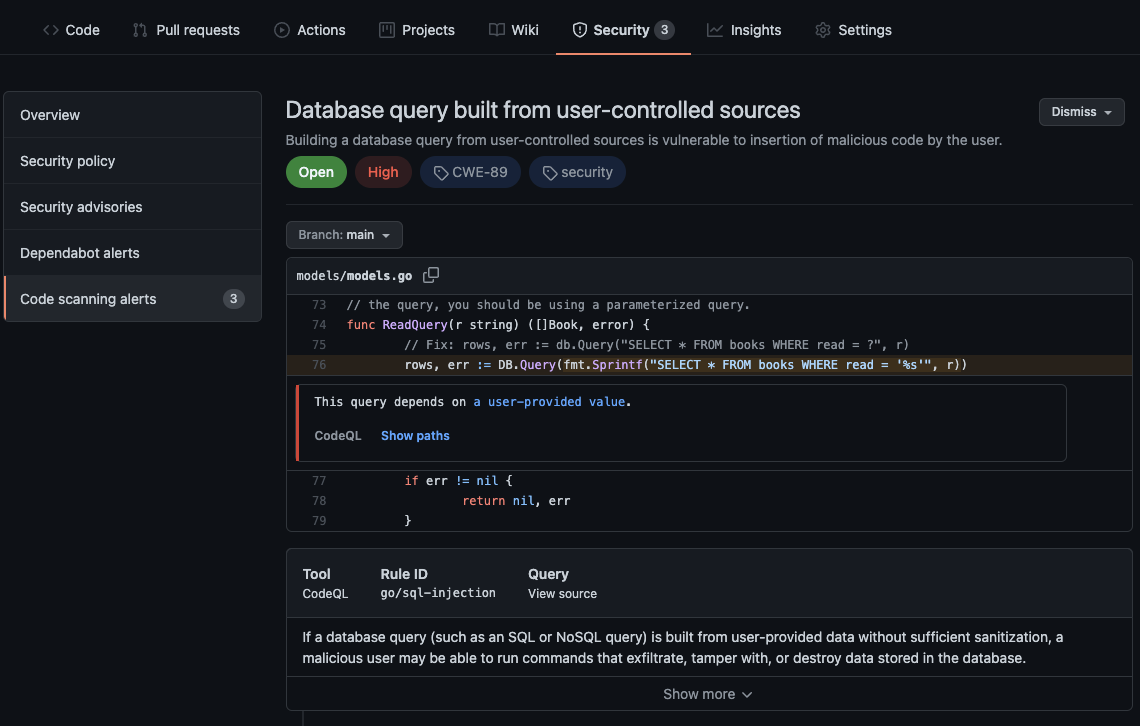 Code Pull requests Actions Projects Wiki Security 3 Insights Settings
Overview
Security policy
Security advisories
Dependabot alerts
Code scanning alerts 3
Database query built from user-controlled sources
Dismiss
Building a database query from user-controlled sources is vulnerable to insertion of malicious code by the user.
Open High CWE-89 security
Branch: main
models/models.go
73 // the query, you should be using a parameterized query.
74 func ReadQuery(r string) ([]Book, error) {
75 // Fix: rows, err := db.Query("SELECT * FROM books WHERE read = ?", r)
76 rows, err := DB.Query(fmt.Sprintf("SELECT * FROM books WHERE read = '%s'", r))
This query depends on a user-provided value.
CodeQL Show paths
77 if err != nil {
78 return nil, err
79 }
Tool Rule ID Query
CodeQL go/sql-injection View source
If a database query (such as an SQL or NoSQL query) is built from user-provided data without sufficient sanitization, a
malicious user may be able to run commands that exfiltrate, tamper with, or destroy data stored in the database.
Show more